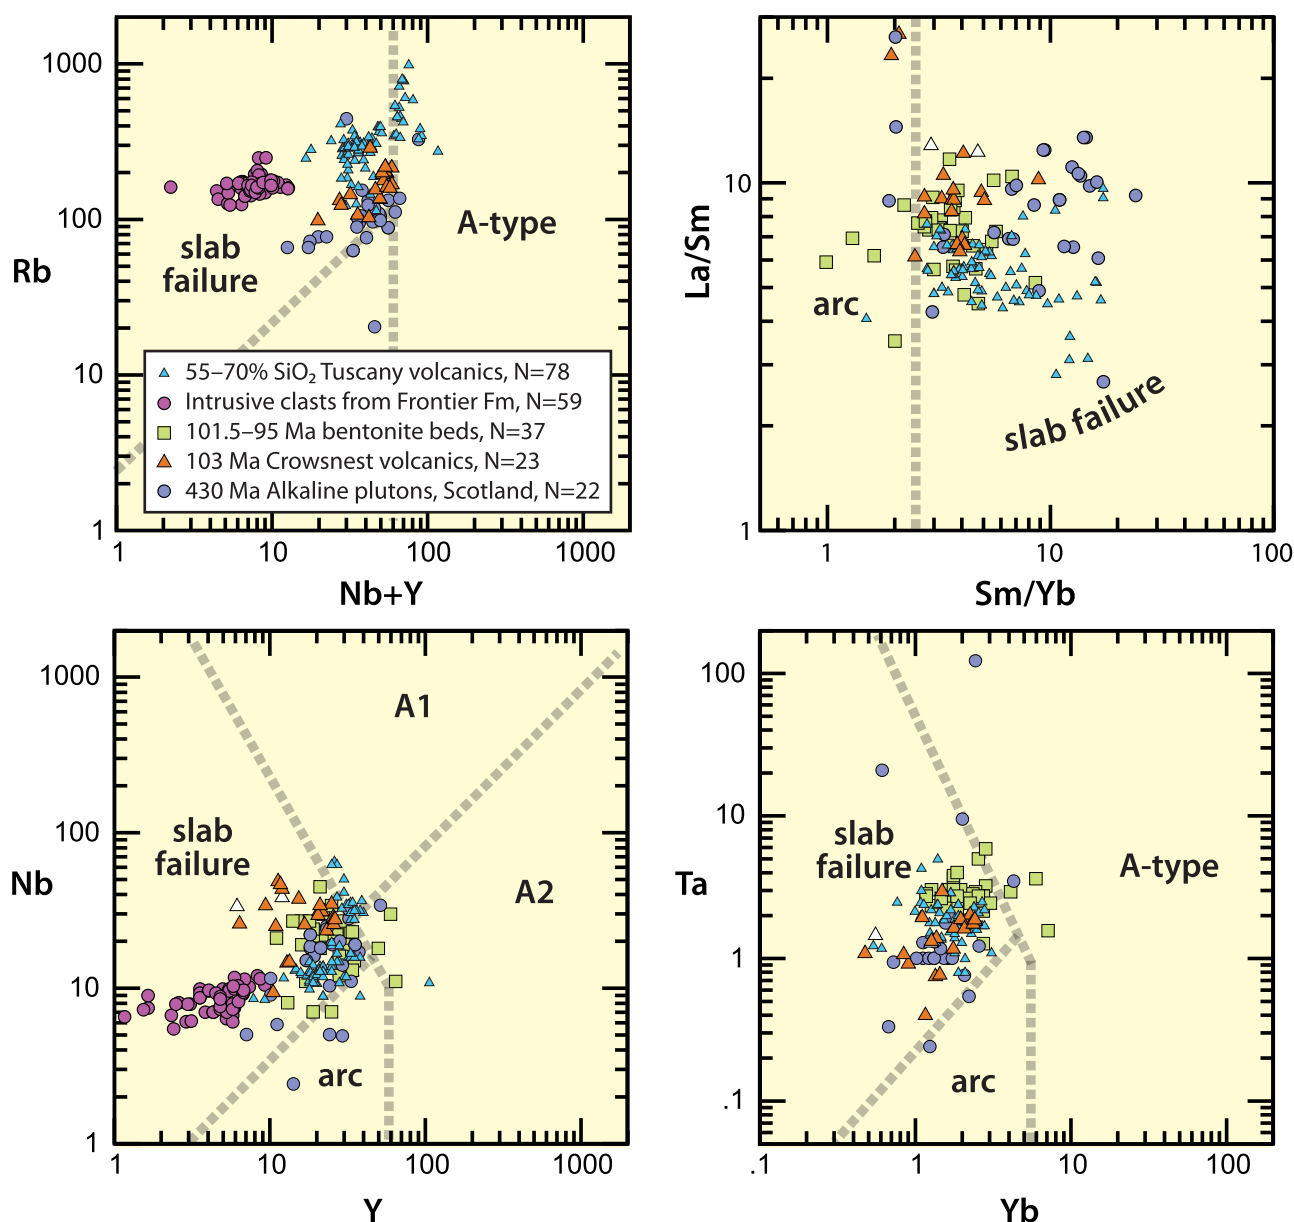 1000
100
10
1
Rb
slab
failure
A-type
55–70% SiO₂ Tuscany volcanics, N=78
Intrusive clasts from Frontier Fm, N=59
101.5–95 Ma bentonite beds, N=37
103 Ma Crowsnest volcanics, N=23
430 Ma Alkaline plutons, Scotland, N=22
1 10 100 1000
Nb+Y
10
1
La/Sm
arc
slab failure
1 10 100
Sm/Yb
1000
100
10
1
Nb
A1
slab
failure
A2
arc
1 10 100 1000
Y
100
10
1
.1
Ta
slab
failure
A-type
arc
.1 1 10 100
Yb